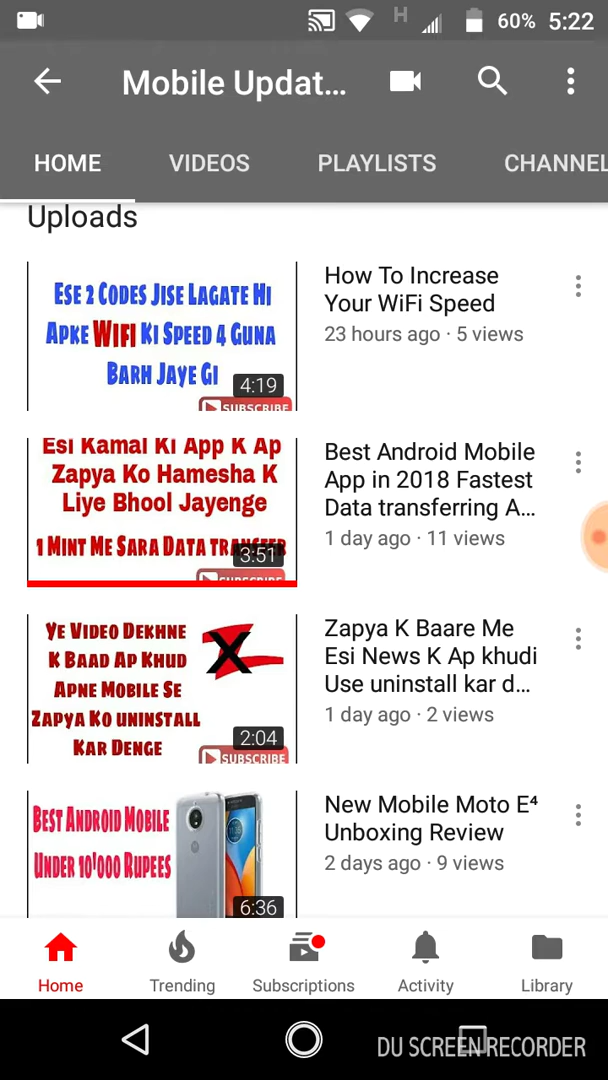 H 60% 5:22
Mobile Updat...
HOME VIDEOS PLAYLISTS CHANNEL
Uploads
Ese 2 Codes Jise Lagate Hi
Apke WIFI Ki Speed 4 Guna
Barh Jaye Gi
4:19
SUBSCRIBE
How To Increase
Your WiFi Speed
23 hours ago · 5 views
Esi Kamal Ki App K Ap
Zapya Ko Hamesha K
Liye Bhool Jayenge
1 Mint Me Sara Data Transfer
3:51
SUBSCRIBE
Best Android Mobile
App in 2018 Fastest
Data transferring A...
1 day ago · 11 views
Ye Video Dekhne
K Baad Ap Khud
Apne Mobile Se
Zapya Ko uninstall
Kar Denge
2:04
SUBSCRIBE
Zapya K Baare Me
Esi News K Ap khudi
Use uninstall kar d...
1 day ago · 2 views
Best Android Mobile
Under 10'000 Rupees
6:36
New Mobile Moto E⁴
Unboxing Review
2 days ago · 9 views
Home Trending Subscriptions Activity Library
DU SCREEN RECORDER